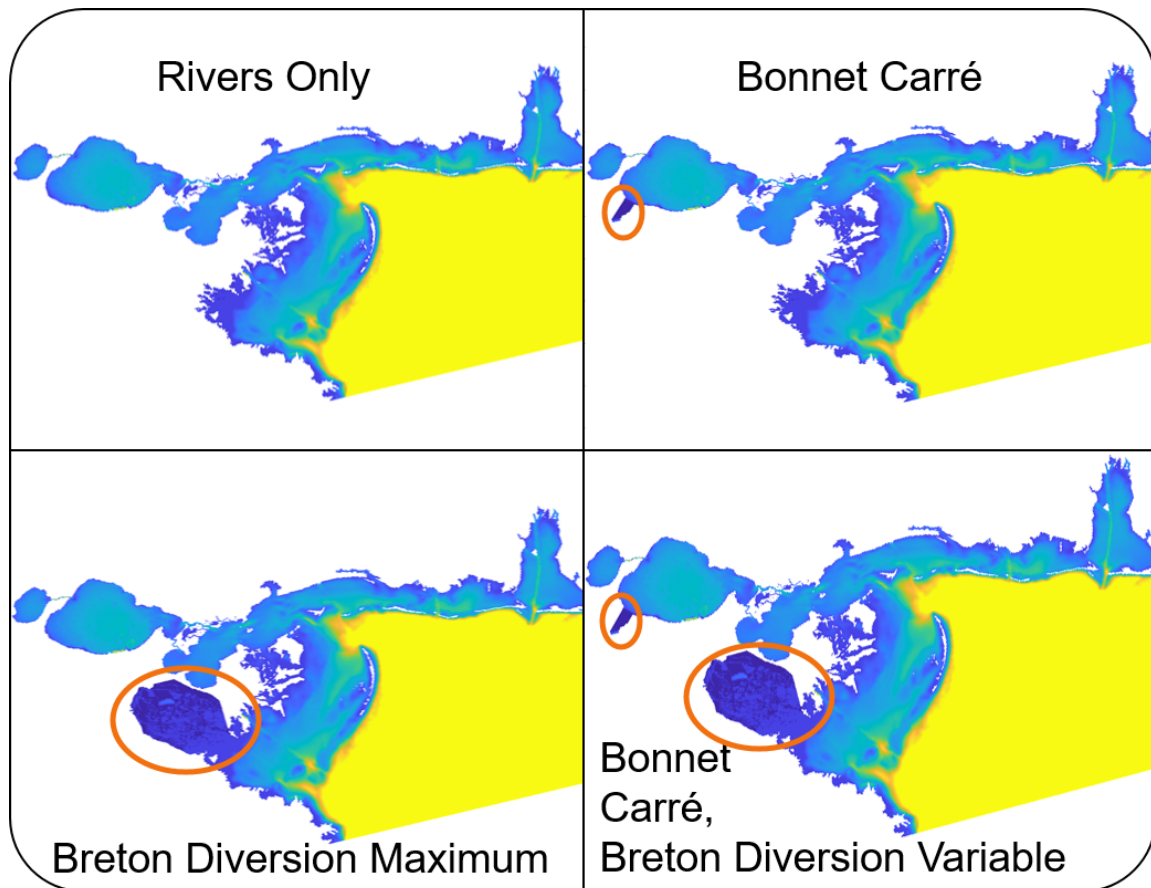 Rivers Only
Bonnet Carré
Breton Diversion Maximum
Bonnet
Carré,
Breton Diversion Variable